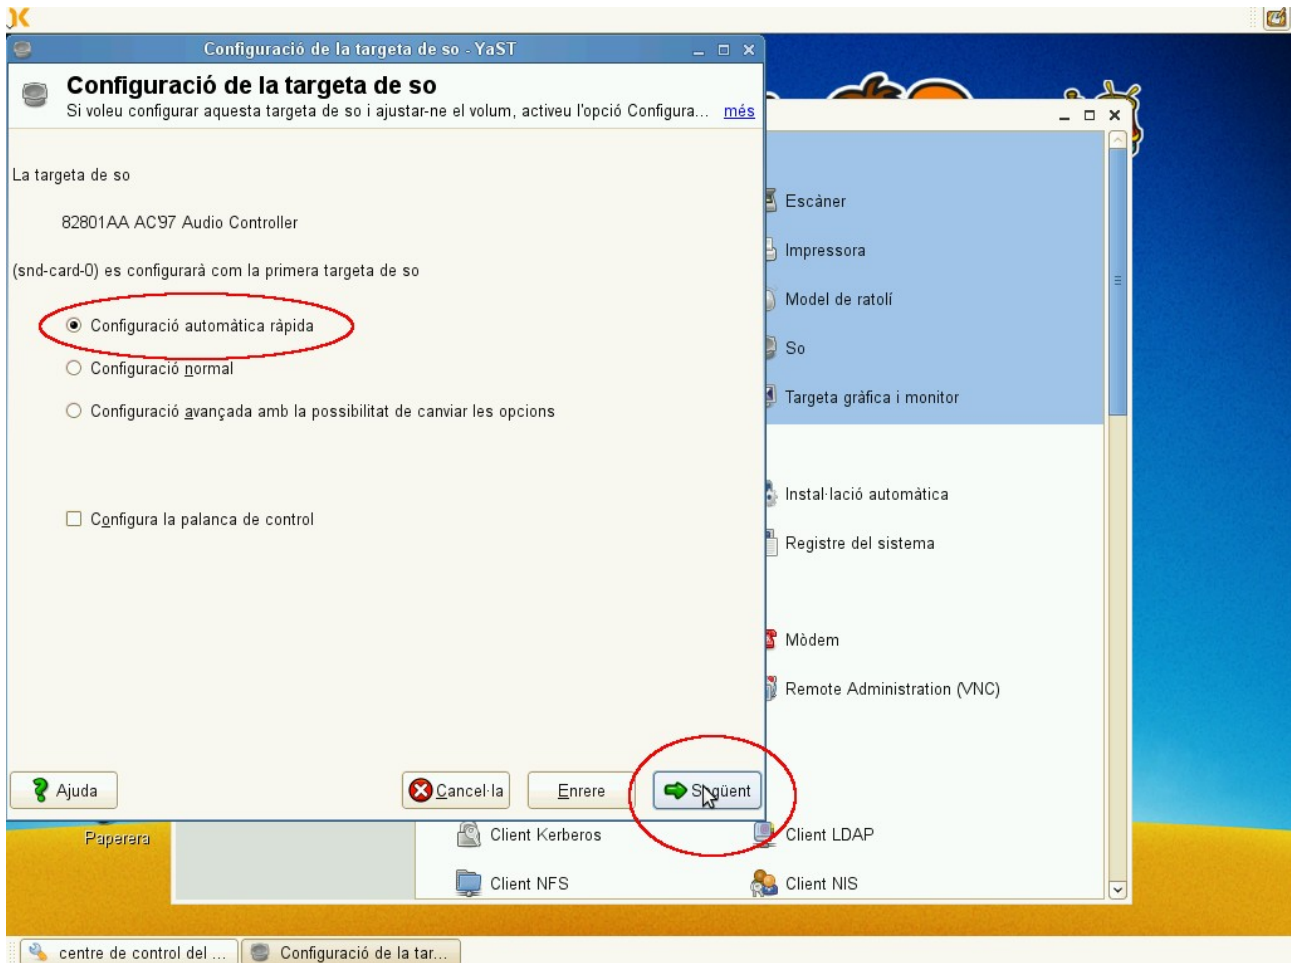 Configuració de la targeta de so - YaST
Configuració de la targeta de so
Si voleu configurar aquesta targeta de so i ajustar-ne el volum, activeu l'opció Configura... més
La targeta de so
82801AA AC97 Audio Controller
(snd-card-0) es configurarà com la primera targeta de so
Configuració automàtica ràpida
Configuració normal
Configuració avançada amb la possibilitat de canviar les opcions
Configura la palanca de control
Ajuda
Cancel·la
Enrere
Següent
Escàner
Impressora
Model de ratolí
So
Targeta gràfica i monitor
Instal·lació automàtica
Registre del sistema
Mòdem
Remote Administration (VNC)
Client Kerberos
Client LDAP
Client NFS
Client NIS
Paperera
centre de control del ...
Configuració de la tar...